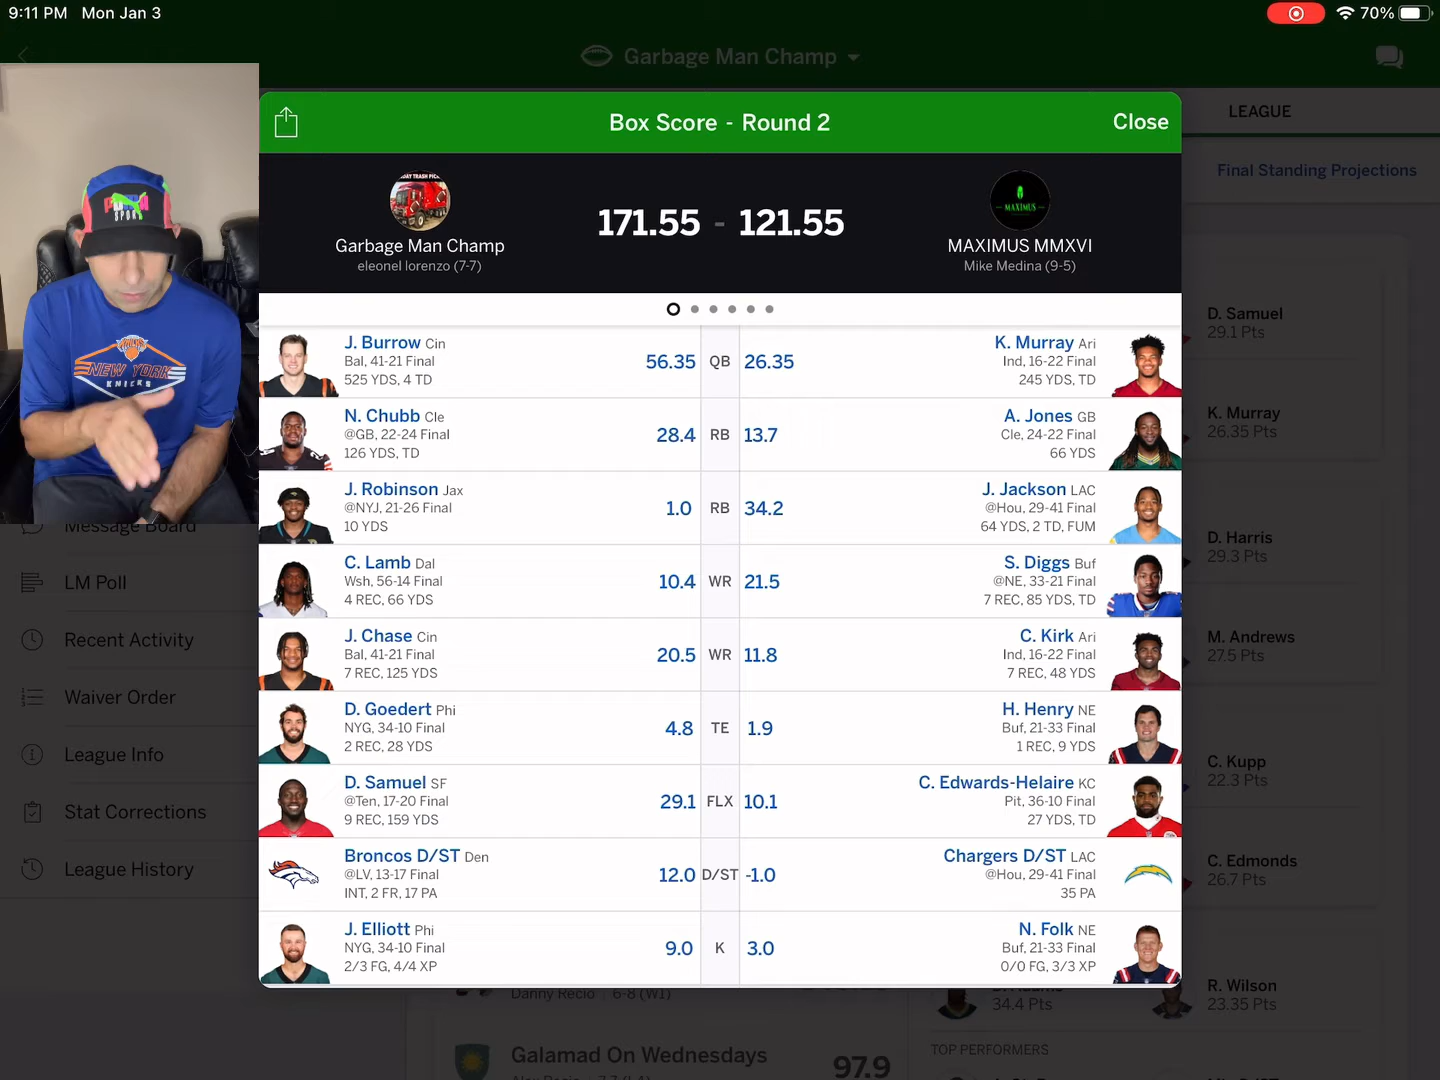 9:11 PM Mon Jan 3
70%
Garbage Man Champ
LEAGUE
Final Standing Projections
Box Score - Round 2
Close
171.55 - 121.55
Garbage Man Champ
eleonel lorenzo (7-7)
MAXIMUS
MAXIMUS MMXVI
Mike Medina (9-5)
SPORT
NEW YORK
KNICKS
J. Burrow Cin
Bal, 41-21 Final
525 YDS, 4 TD
56.35 QB 26.35
K. Murray Ari
Ind, 16-22 Final
245 YDS, TD
N. Chubb Cle
@GB, 22-24 Final
126 YDS, TD
28.4 RB 13.7
A. Jones GB
Cle, 24-22 Final
66 YDS
J. Robinson Jax
@NYJ, 21-26 Final
10 YDS
1.0 RB 34.2
J. Jackson LAC
@Hou, 29-41 Final
64 YDS, 2 TD, FUM
C. Lamb Dal
Wsh, 56-14 Final
4 REC, 66 YDS
10.4 WR 21.5
S. Diggs Buf
@NE, 33-21 Final
7 REC, 85 YDS, TD
J. Chase Cin
Bal, 41-21 Final
7 REC, 125 YDS
20.5 WR 11.8
C. Kirk Ari
Ind, 16-22 Final
7 REC, 48 YDS
D. Goedert Phi
NYG, 34-10 Final
2 REC, 28 YDS
4.8 TE 1.9
H. Henry NE
Buf, 21-33 Final
1 REC, 9 YDS
D. Samuel SF
@Ten, 17-20 Final
9 REC, 159 YDS
29.1 FLX 10.1
C. Edwards-Helaire KC
Pit, 36-10 Final
27 YDS, TD
Broncos D/ST Den
@LV, 13-17 Final
INT, 2 FR, 17 PA
12.0 D/ST -1.0
Chargers D/ST LAC
@Hou, 29-41 Final
35 PA
J. Elliott Phi
NYG, 34-10 Final
2/3 FG, 4/4 XP
9.0 K 3.0
N. Folk NE
Buf, 21-33 Final
0/0 FG, 3/3 XP
Message Board
LM Poll
Recent Activity
Waiver Order
League Info
Stat Corrections
League History
D. Samuel
29.1 Pts
K. Murray
26.35 Pts
D. Harris
29.3 Pts
M. Andrews
27.5 Pts
C. Kupp
22.3 Pts
C. Edmonds
26.7 Pts
Danny Recio | 6-8 (W1)
34.4 Pts
R. Wilson
23.35 Pts
Galamad On Wednesdays
97.9
TOP PERFORMERS